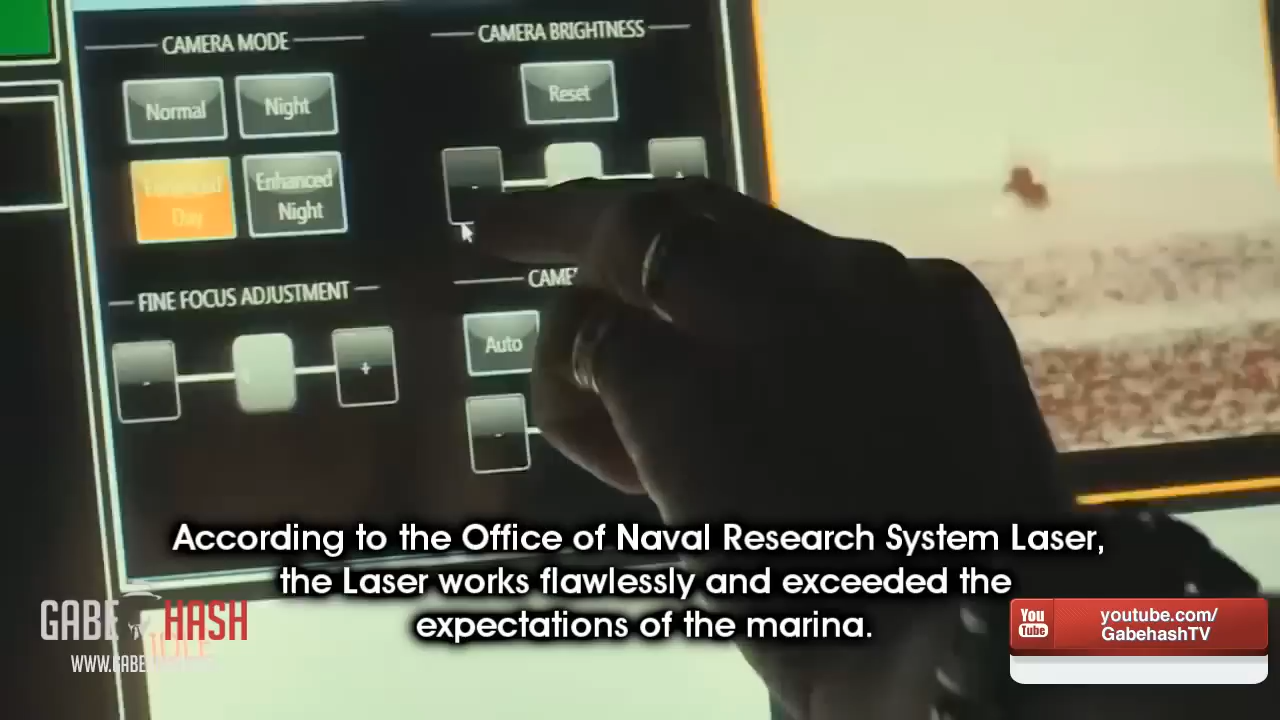 CAMERA MODE
CAMERA BRIGHTNESS
Normal
Night
Reset
Enhanced
Day
Enhanced
Night
-
+
FINE FOCUS ADJUSTMENT
-
+
Auto
-
According to the Office of Naval Research System Laser,
the Laser works flawlessly and exceeded the
expectations of the marina.
GABE HASH
You
Tube
youtube.com/
GabehashTV